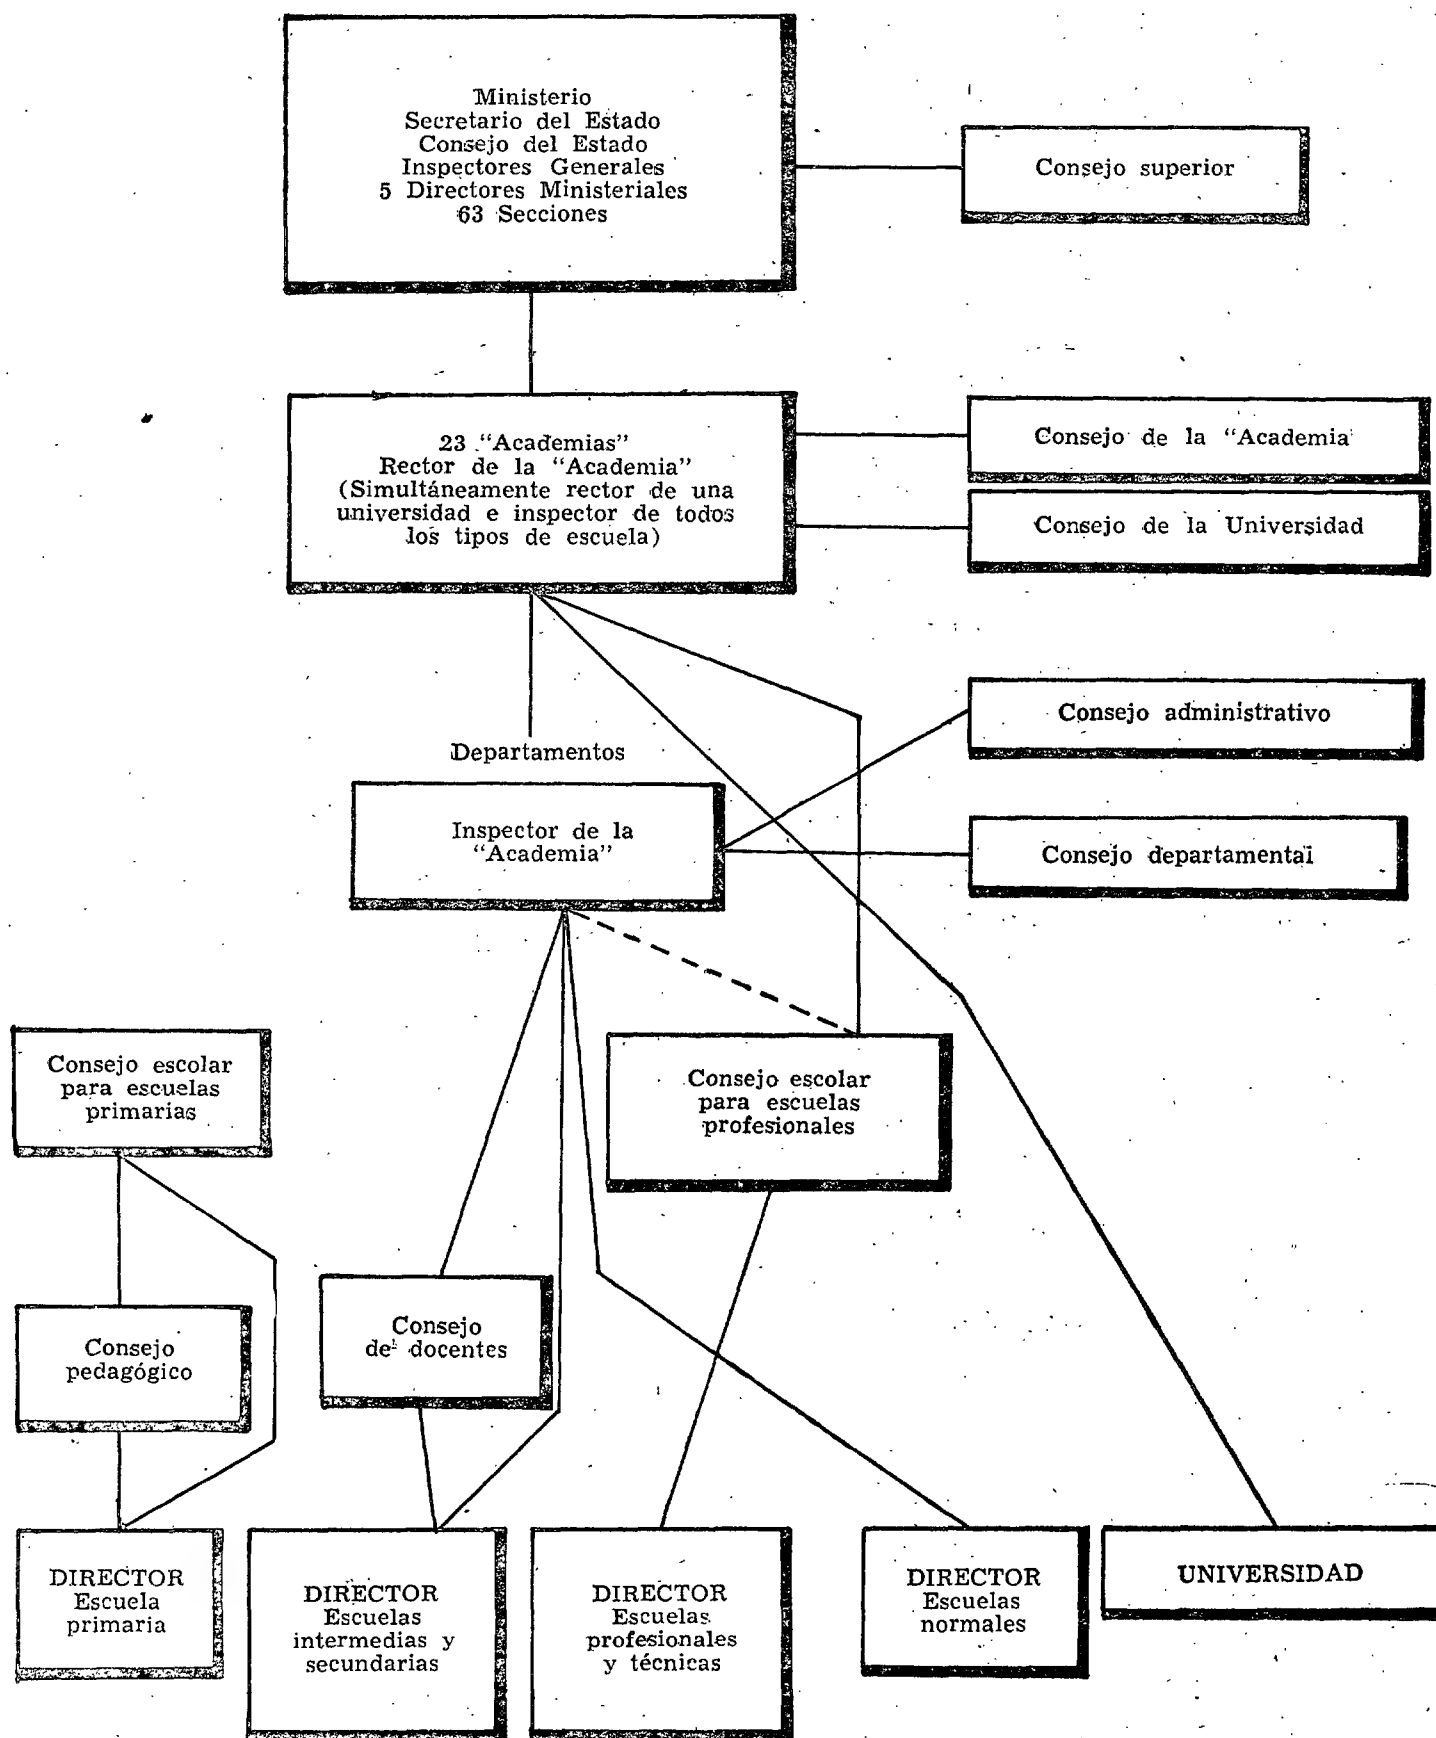 Ministerio
Secretario del Estado
Consejo del Estado
Inspectores Generales
5 Directores Ministeriales
63 Secciones
Consejo superior
23 "Academias"
Rector de la "Academia"
(Simultáneamente rector de una
universidad e inspector de todos
los tipos de escuela)
Consejo de la "Academia
Consejo de la Universidad
Departamentos
Inspector de la
"Academia"
Consejo administrativo
Consejo departamental
Consejo escolar
para escuelas
primarias
Consejo escolar
para escuelas
profesionales
Consejo
pedagógico
Consejo
de docentes
DIRECTOR
Escuela
primaria
DIRECTOR
Escuelas
intermedias y
secundarias
DIRECTOR
Escuelas
profesionales
y técnicas
DIRECTOR
Escuelas
normales
UNIVERSIDAD